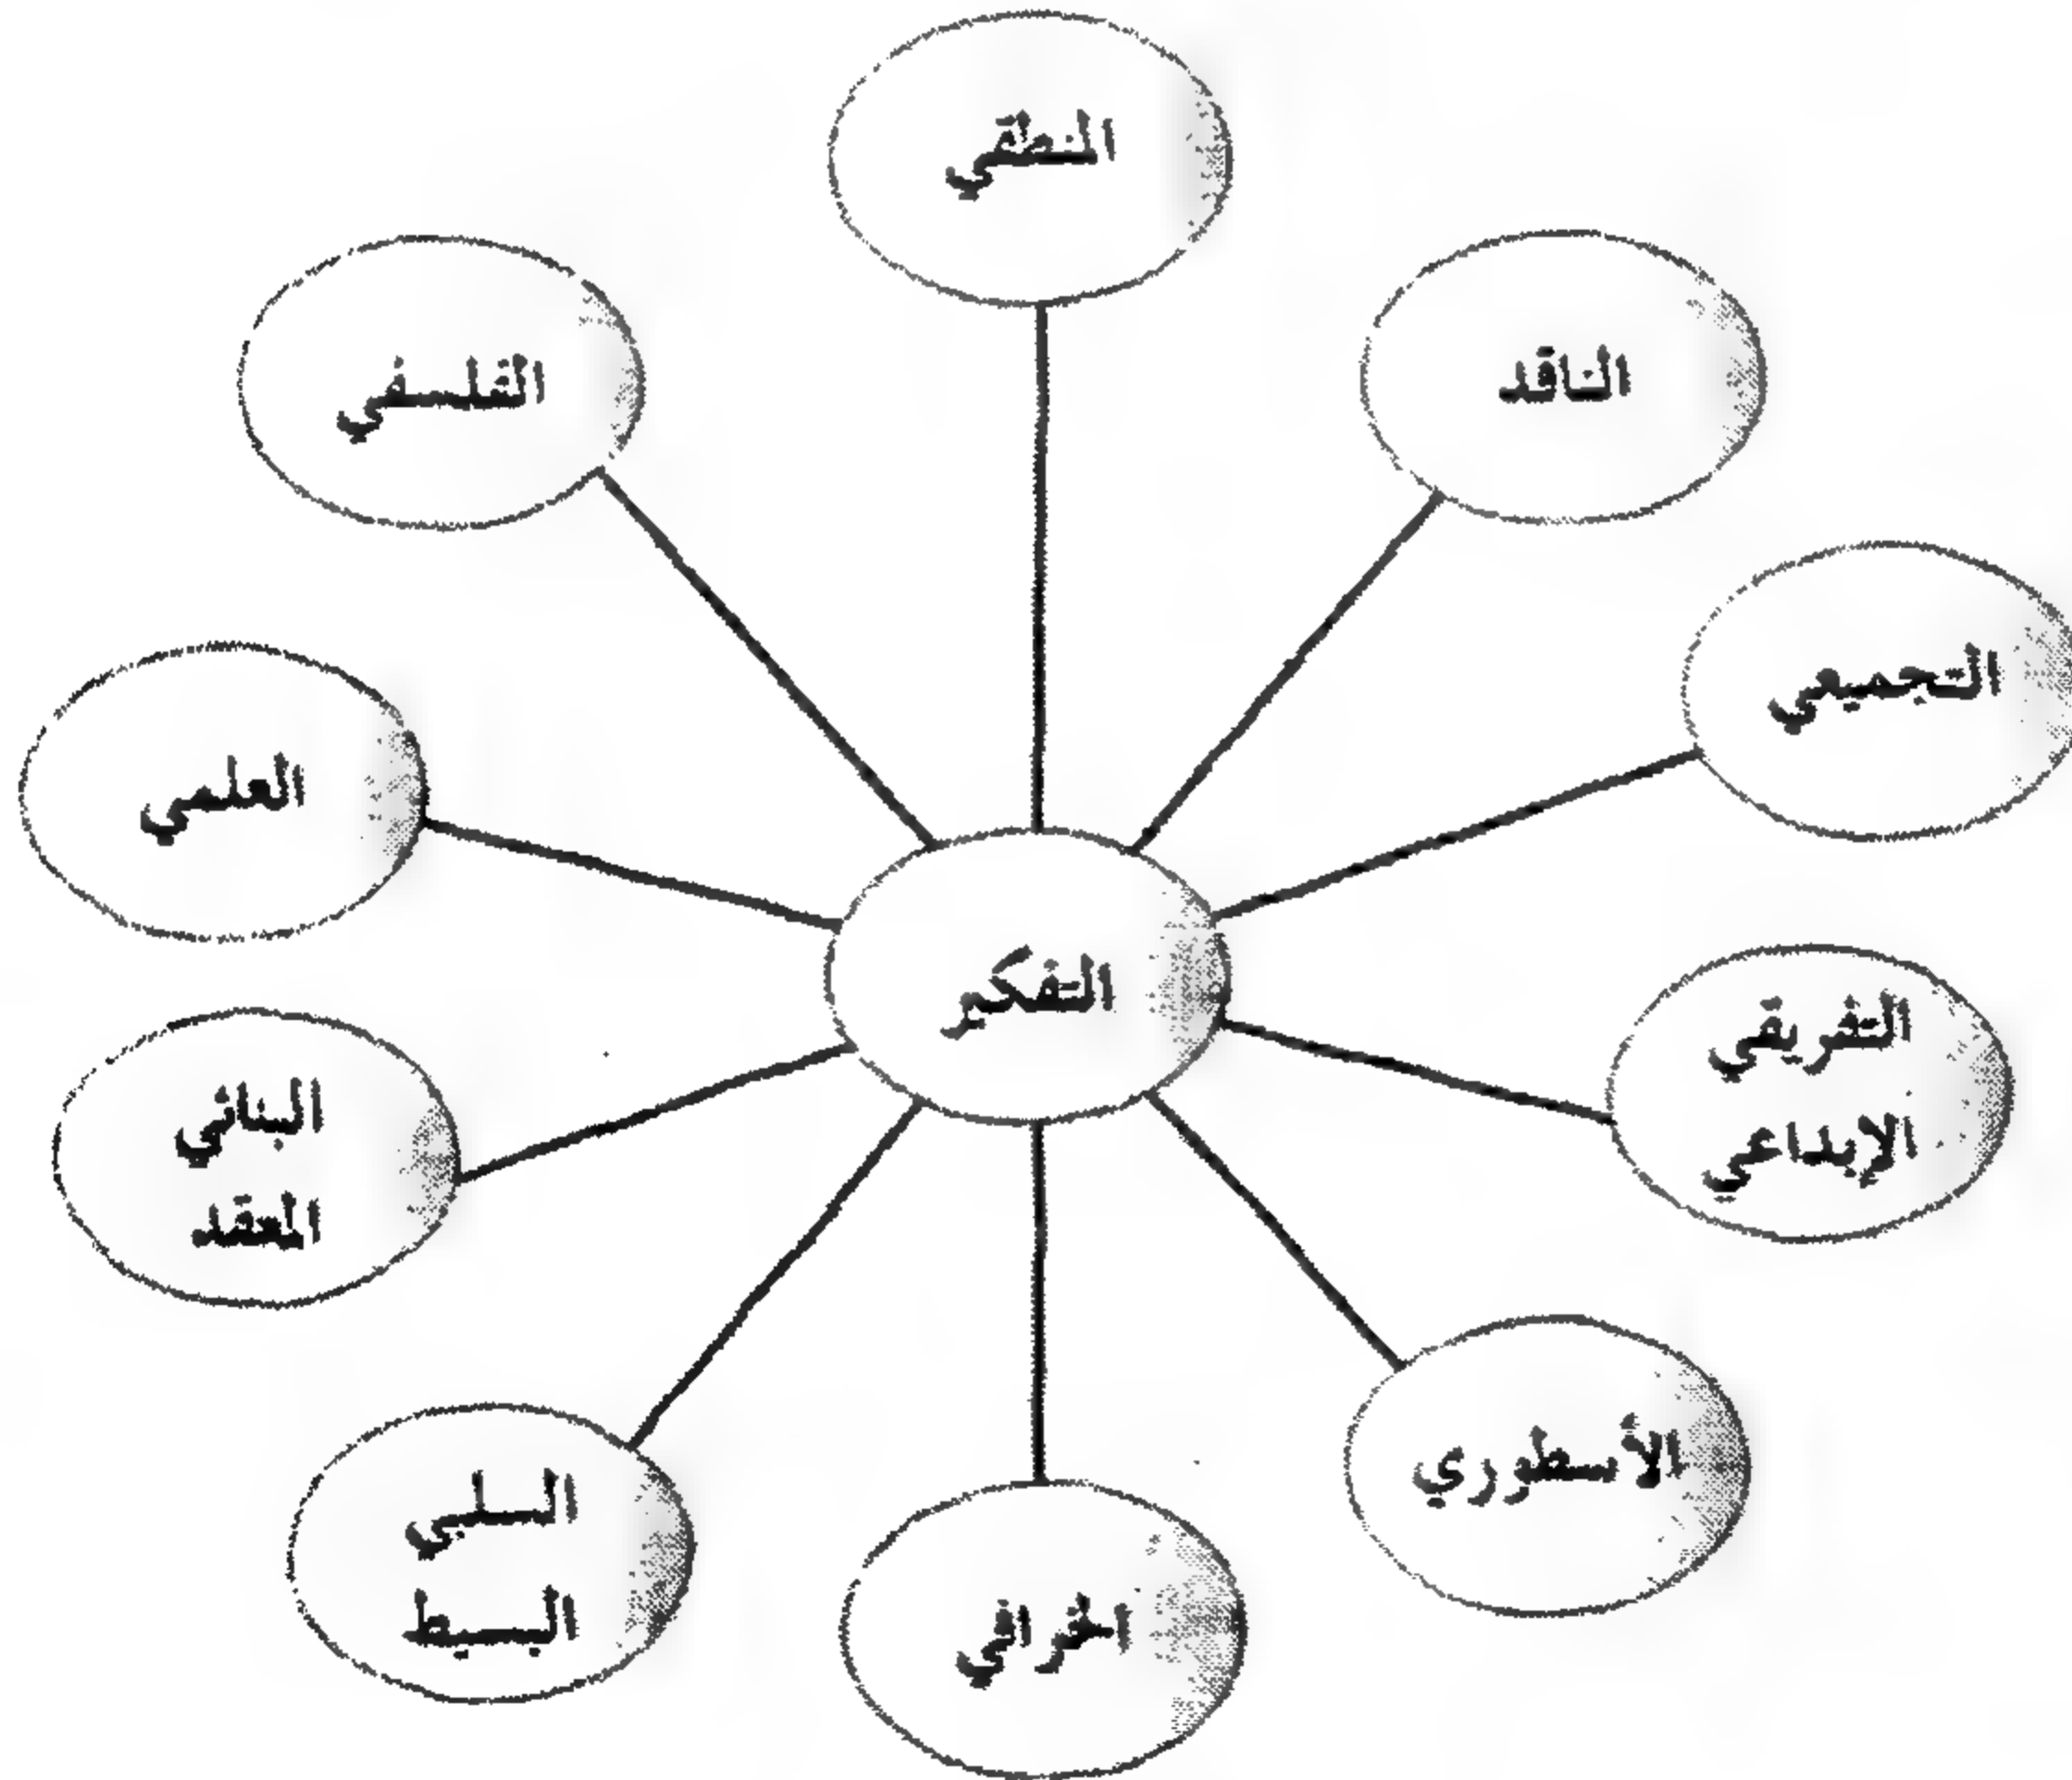 المنطقي
الناقد
الفلسفي
التجميعي
العلمي
التفكير
التفريقي
الإبداعي
البنائي
المعقد
الأسطوري
السلبي
البسيط
الخرافي